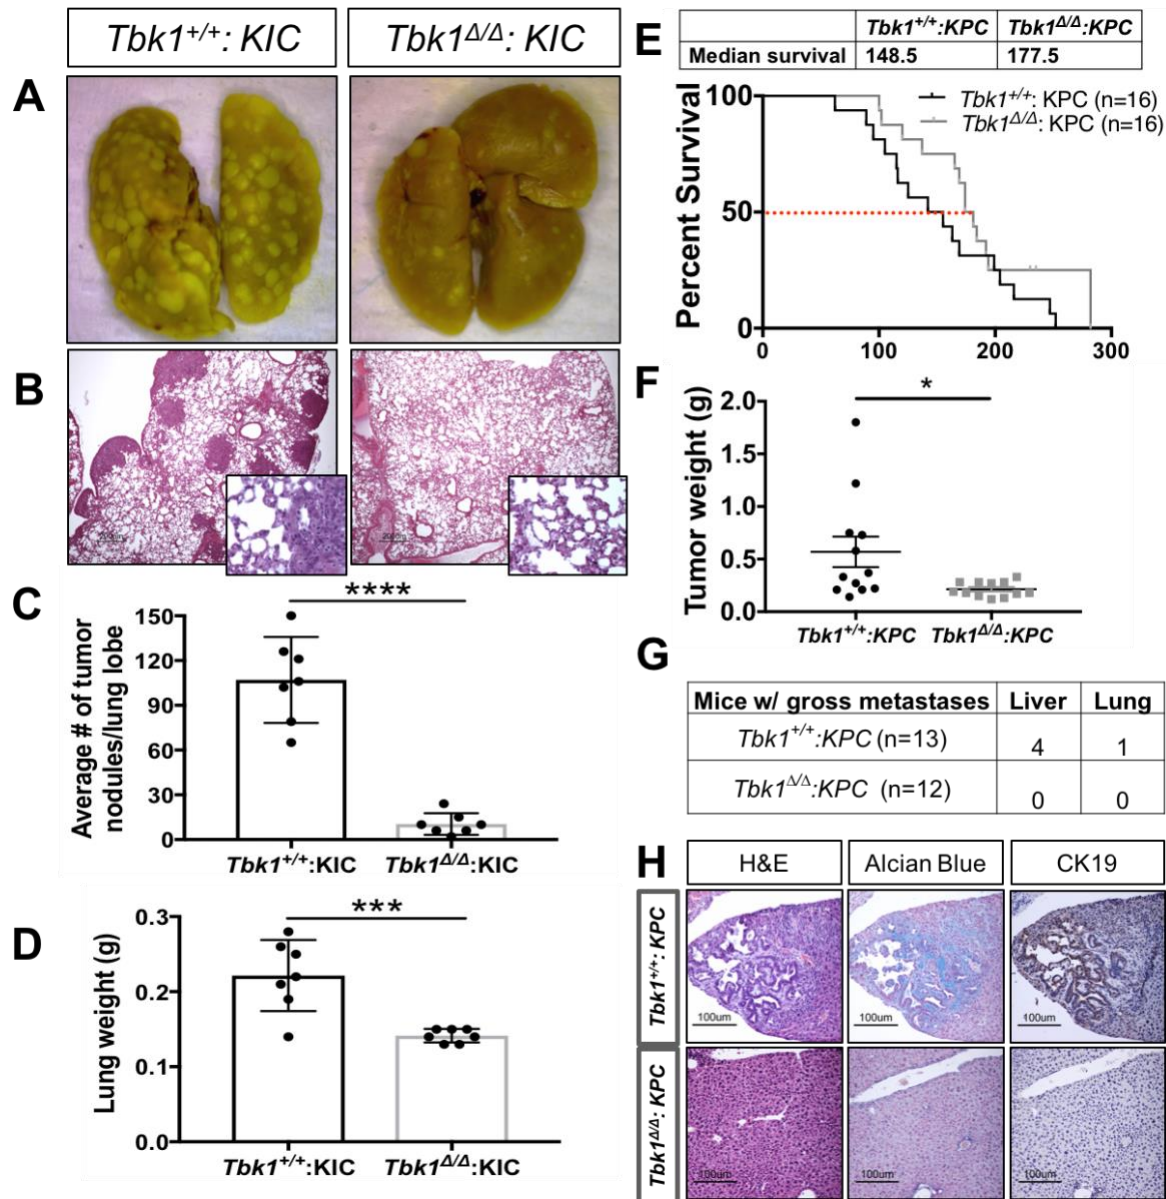 Tbk1+/+: KIC
Tbk1Δ/Δ: KIC
A
B
C
****
Average # of tumor
nodules/lung lobe
150
120
90
60
30
0
Tbk1+/+:KIC
Tbk1Δ/Δ:KIC
D
***
Lung weight (g)
0.3
0.2
0.1
0.0
Tbk1+/+:KIC
Tbk1Δ/Δ:KIC
E
Tbk1+/+:KPC
Tbk1Δ/Δ:KPC
Median survival
148.5
177.5
Percent Survival
100
50
0
0
100
200
300
Tbk1+/+: KPC (n=16)
Tbk1Δ/Δ: KPC (n=16)
F
*
Tumor weight (g)
2.0
1.5
1.0
0.5
0.0
Tbk1+/+:KPC
Tbk1Δ/Δ:KPC
G
Mice w/ gross metastases
Liver
Lung
Tbk1+/+:KPC (n=13)
4
1
Tbk1Δ/Δ:KPC (n=12)
0
0
H
H&E
Alcian Blue
CK19
Tbk1+/+: KPC
100um
100um
100um
Tbk1Δ/Δ: KPC
100um
100um
100um